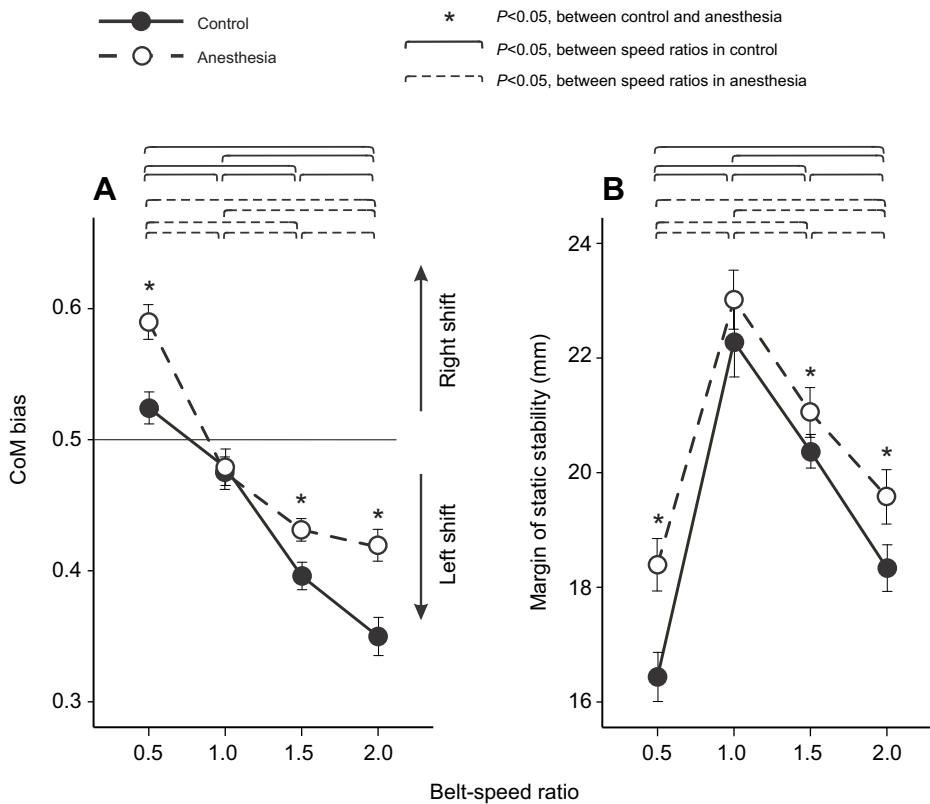 Control
Anesthesia
* P<0.05, between control and anesthesia
P<0.05, between speed ratios in control
P<0.05, between speed ratios in anesthesia
A
CoM bias
0.6
0.5
0.4
0.3
* * *
Right shift
Left shift
0.5 1.0 1.5 2.0
B
Margin of static stability (mm)
24
22
20
18
16
* * *
0.5 1.0 1.5 2.0
Belt-speed ratio